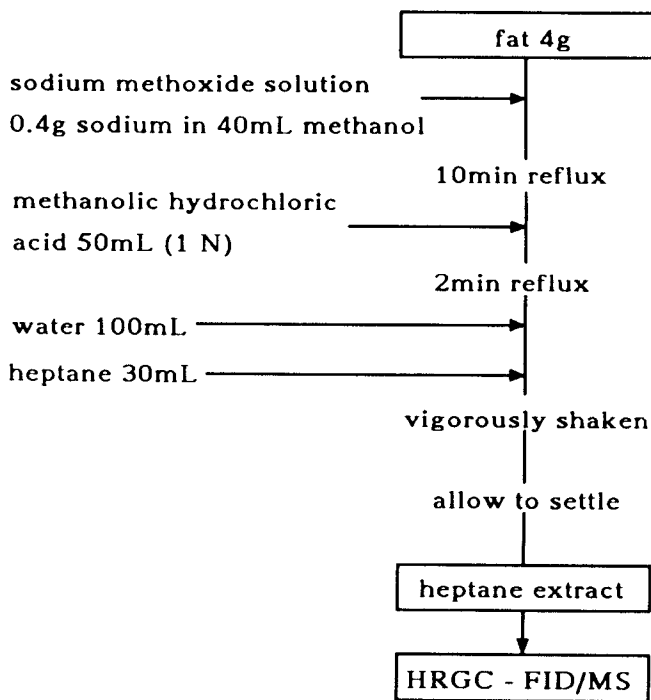 fat 4g
sodium methoxide solution
0.4g sodium in 40mL methanol
10min reflux
methanolic hydrochloric
acid 50mL (1 N)
2min reflux
water 100mL
heptane 30mL
vigorously shaken
allow to settle
heptane extract
HRGC - FID/MS